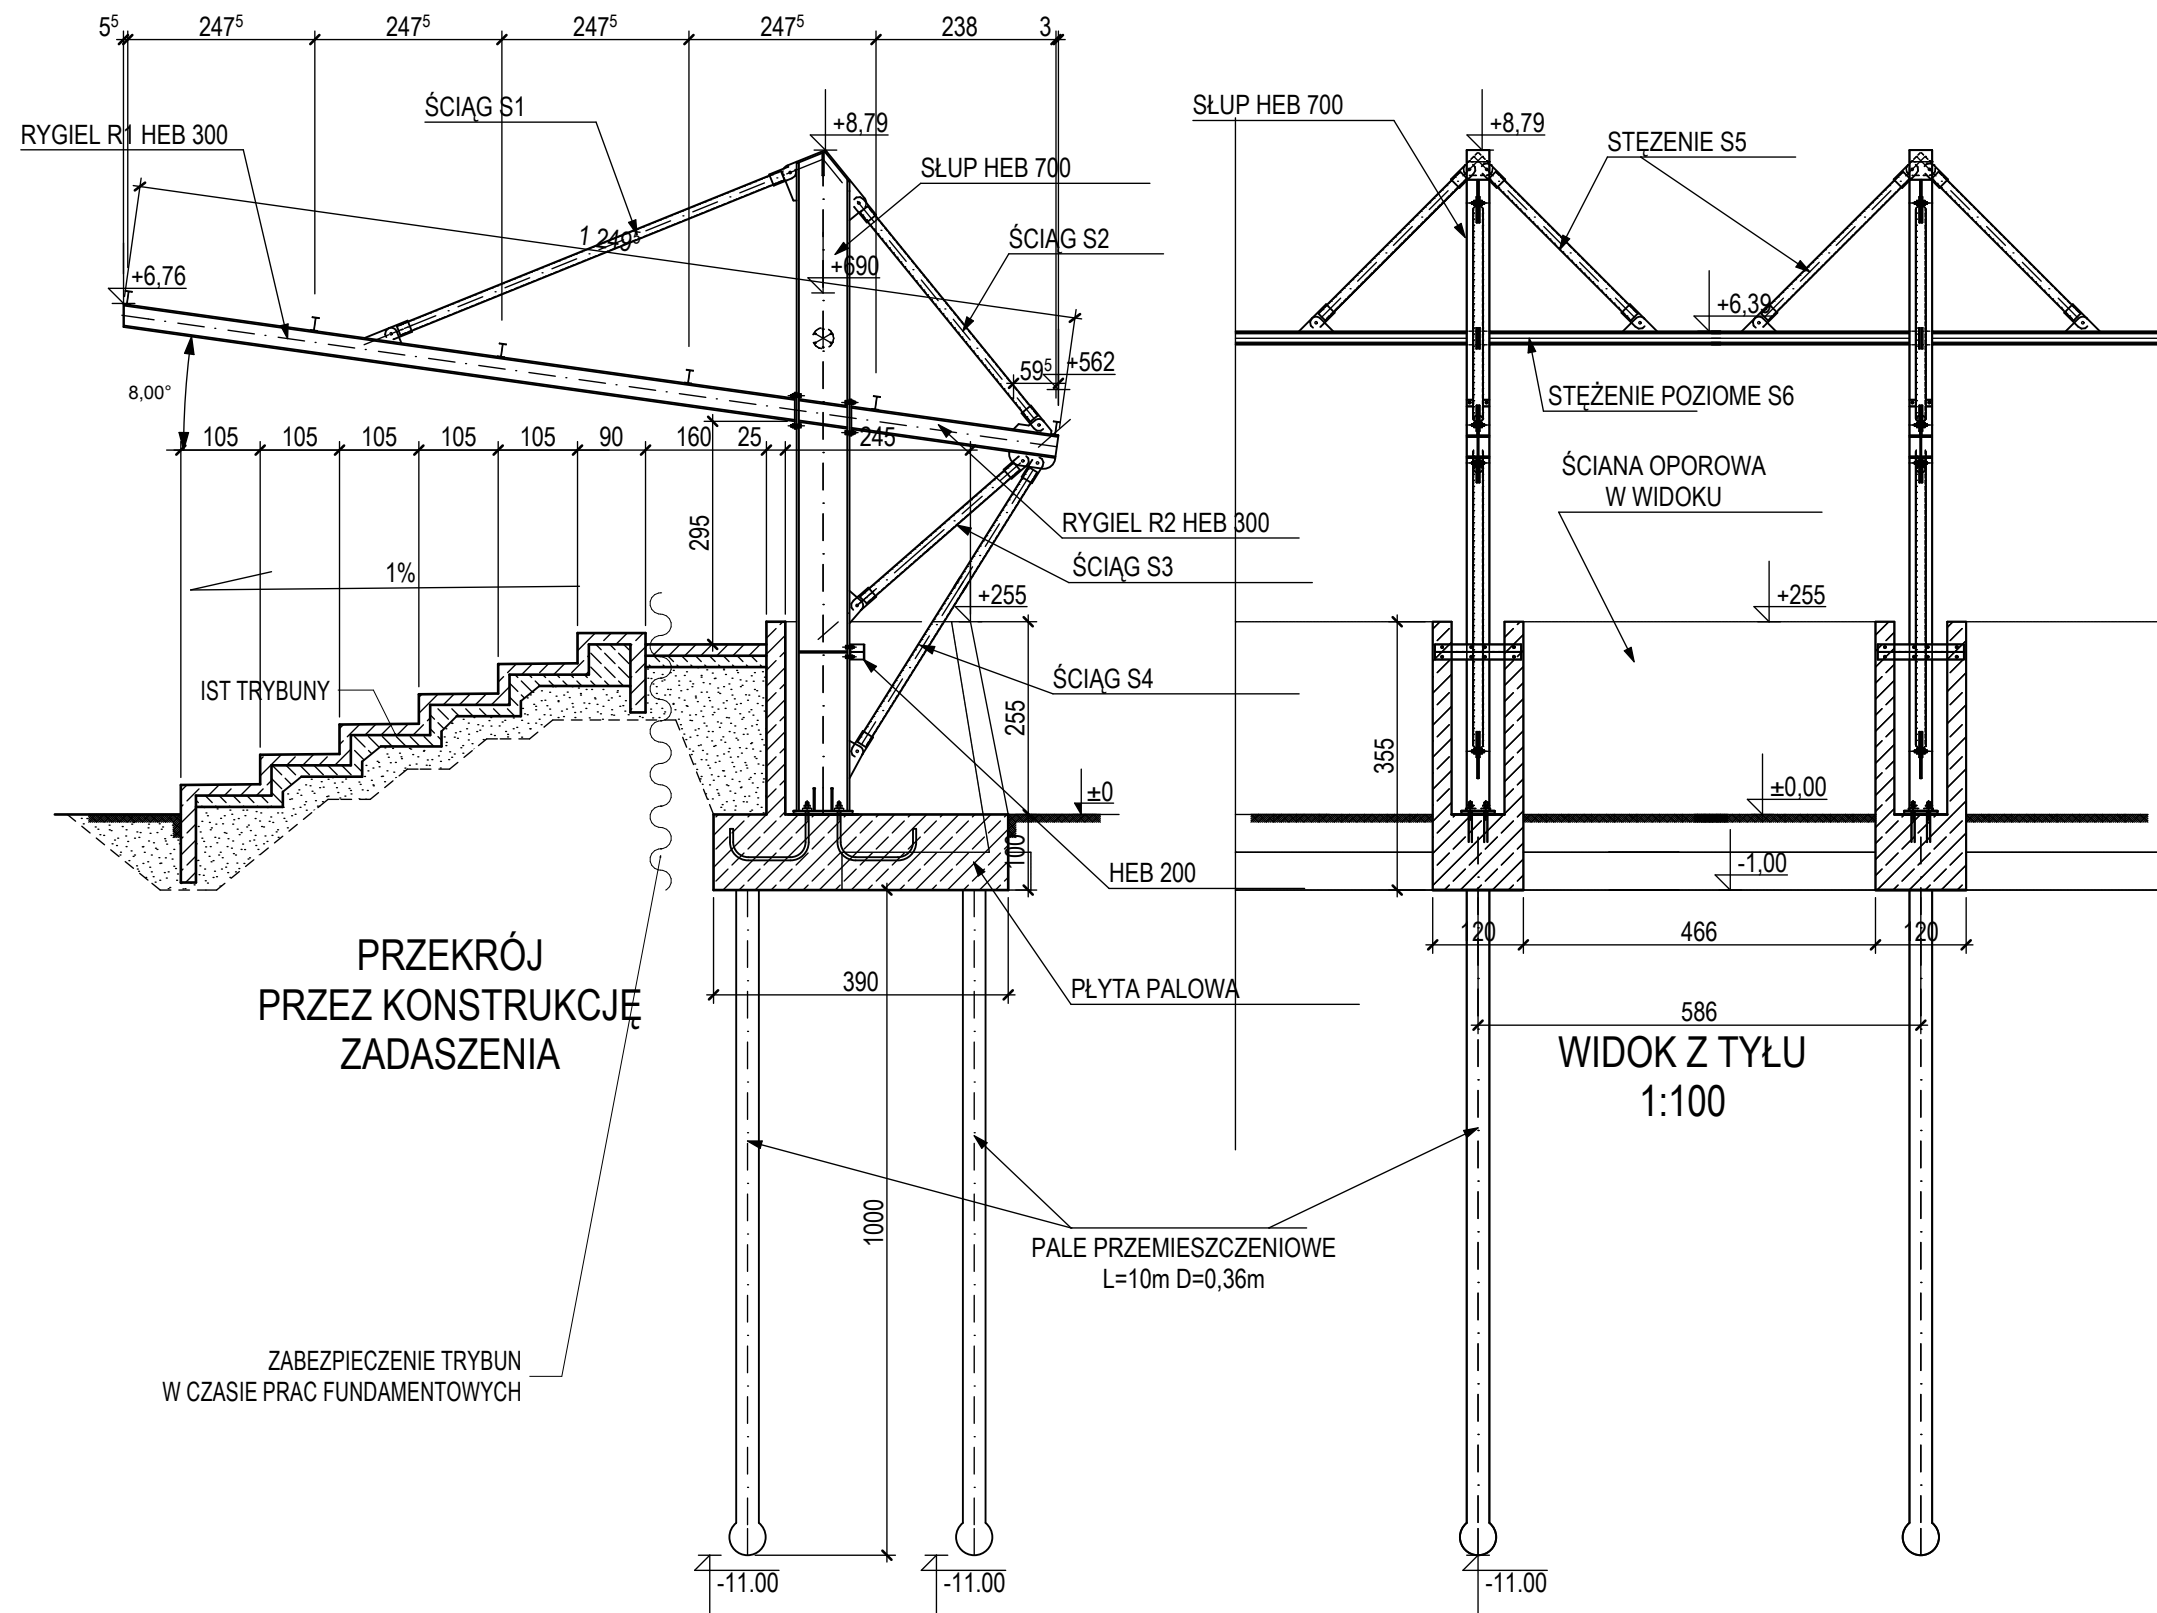 5⁵ 247⁵ 247⁵ 247⁵ 247⁵ 238 3
ŚCIĄG S1
RYGIEL R1 HEB 300
+8,79
SŁUP HEB 700
1 249⁵
ŚCIĄG S2
+690
+6,76
59⁵ +562
8,00°
105 105 105 105 105 90 160 25 245
295
RYGIEL R2 HEB 300
ŚCIĄG S3
1%
+255
IST TRYBUNY
ŚCIĄG S4
255
±0
100
HEB 200
PRZEKRÓJ
PRZEZ KONSTRUKCJĘ
ZADASZENIA
390
PŁYTA PALOWA
1000
PALE PRZEMIESZCZENIOWE
L=10m D=0,36m
ZABEZPIECZENIE TRYBUN
W CZASIE PRAC FUNDAMENTOWYCH
-11.00
-11.00
SŁUP HEB 700
+8,79
STĘZENIE S5
+6,39
STĘŻENIE POZIOME S6
ŚCIANA OPOROWA
W WIDOKU
+255
355
±0,00
-1,00
120 466 120
586
WIDOK Z TYŁU
1:100
-11.00